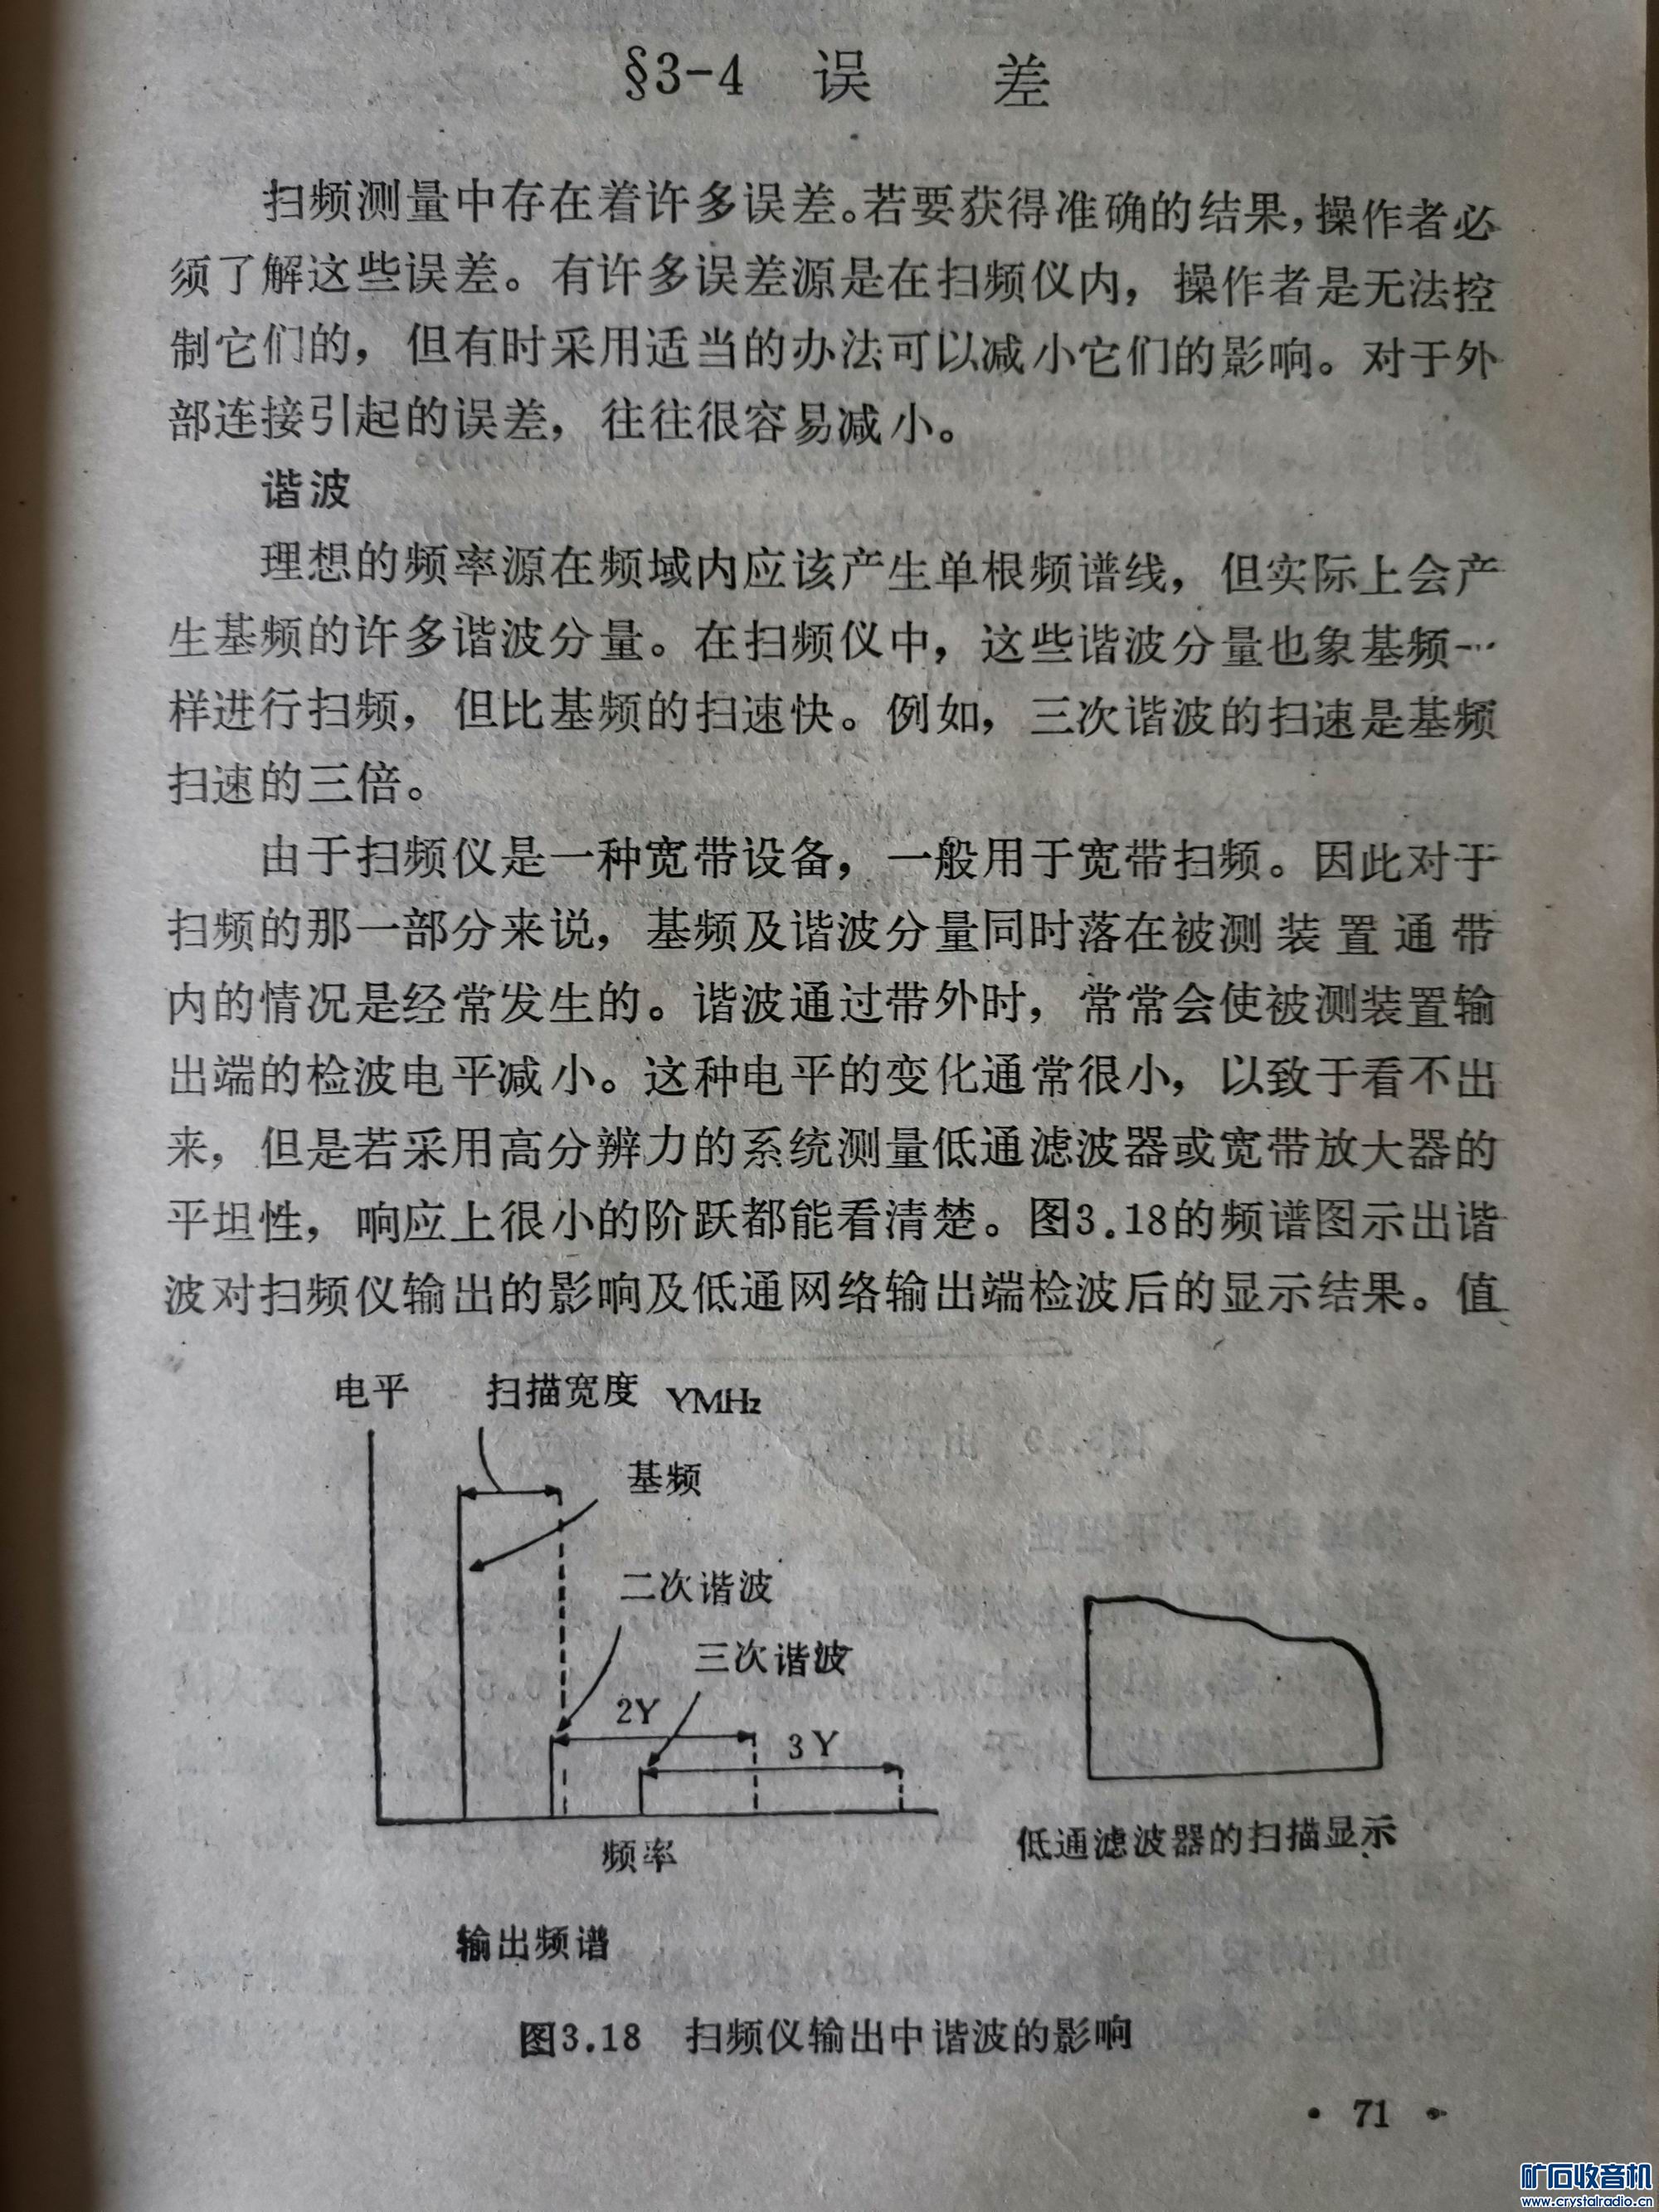 §3-4 误 差
扫频测量中存在着许多误差。若要获得准确的结果，操作者必
须了解这些误差。有许多误差源是在扫频仪内，操作者是无法控
制它们的，但有时采用适当的办法可以减小它们的影响。对于外
部连接引起的误差，往往很容易减小。
谐波
理想的频率源在频域内应该产生单根频谱线，但实际上会产
生基频的许多谐波分量。在扫频仪中，这些谐波分量也象基频一
样进行扫频，但比基频的扫速快。例如，三次谐波的扫速是基频
扫速的三倍。
由于扫频仪是一种宽带设备，一般用于宽带扫频。因此对于
扫频的那一部分来说，基频及谐波分量同时落在被测装置通带
内的情况是经常发生的。谐波通过带外时，常常会使被测装置输
出端的检波电平减小。这种电平的变化通常很小，以致于看不出
来，但是若采用高分辨力的系统测量低通滤波器或宽带放大器的
平坦性，响应上很小的阶跃都能看清楚。图3.18的频谱图示出谐
波对扫频仪输出的影响及低通网络输出端检波后的显示结果。值
电平 扫描宽度 YMHz
基频
二次谐波
三次谐波
2Y
3Y
频率
低通滤波器的扫描显示
输出频谱
图3.18 扫频仪输出中谐波的影响
• 71 •
矿石收音机
www.crystalradio.cn